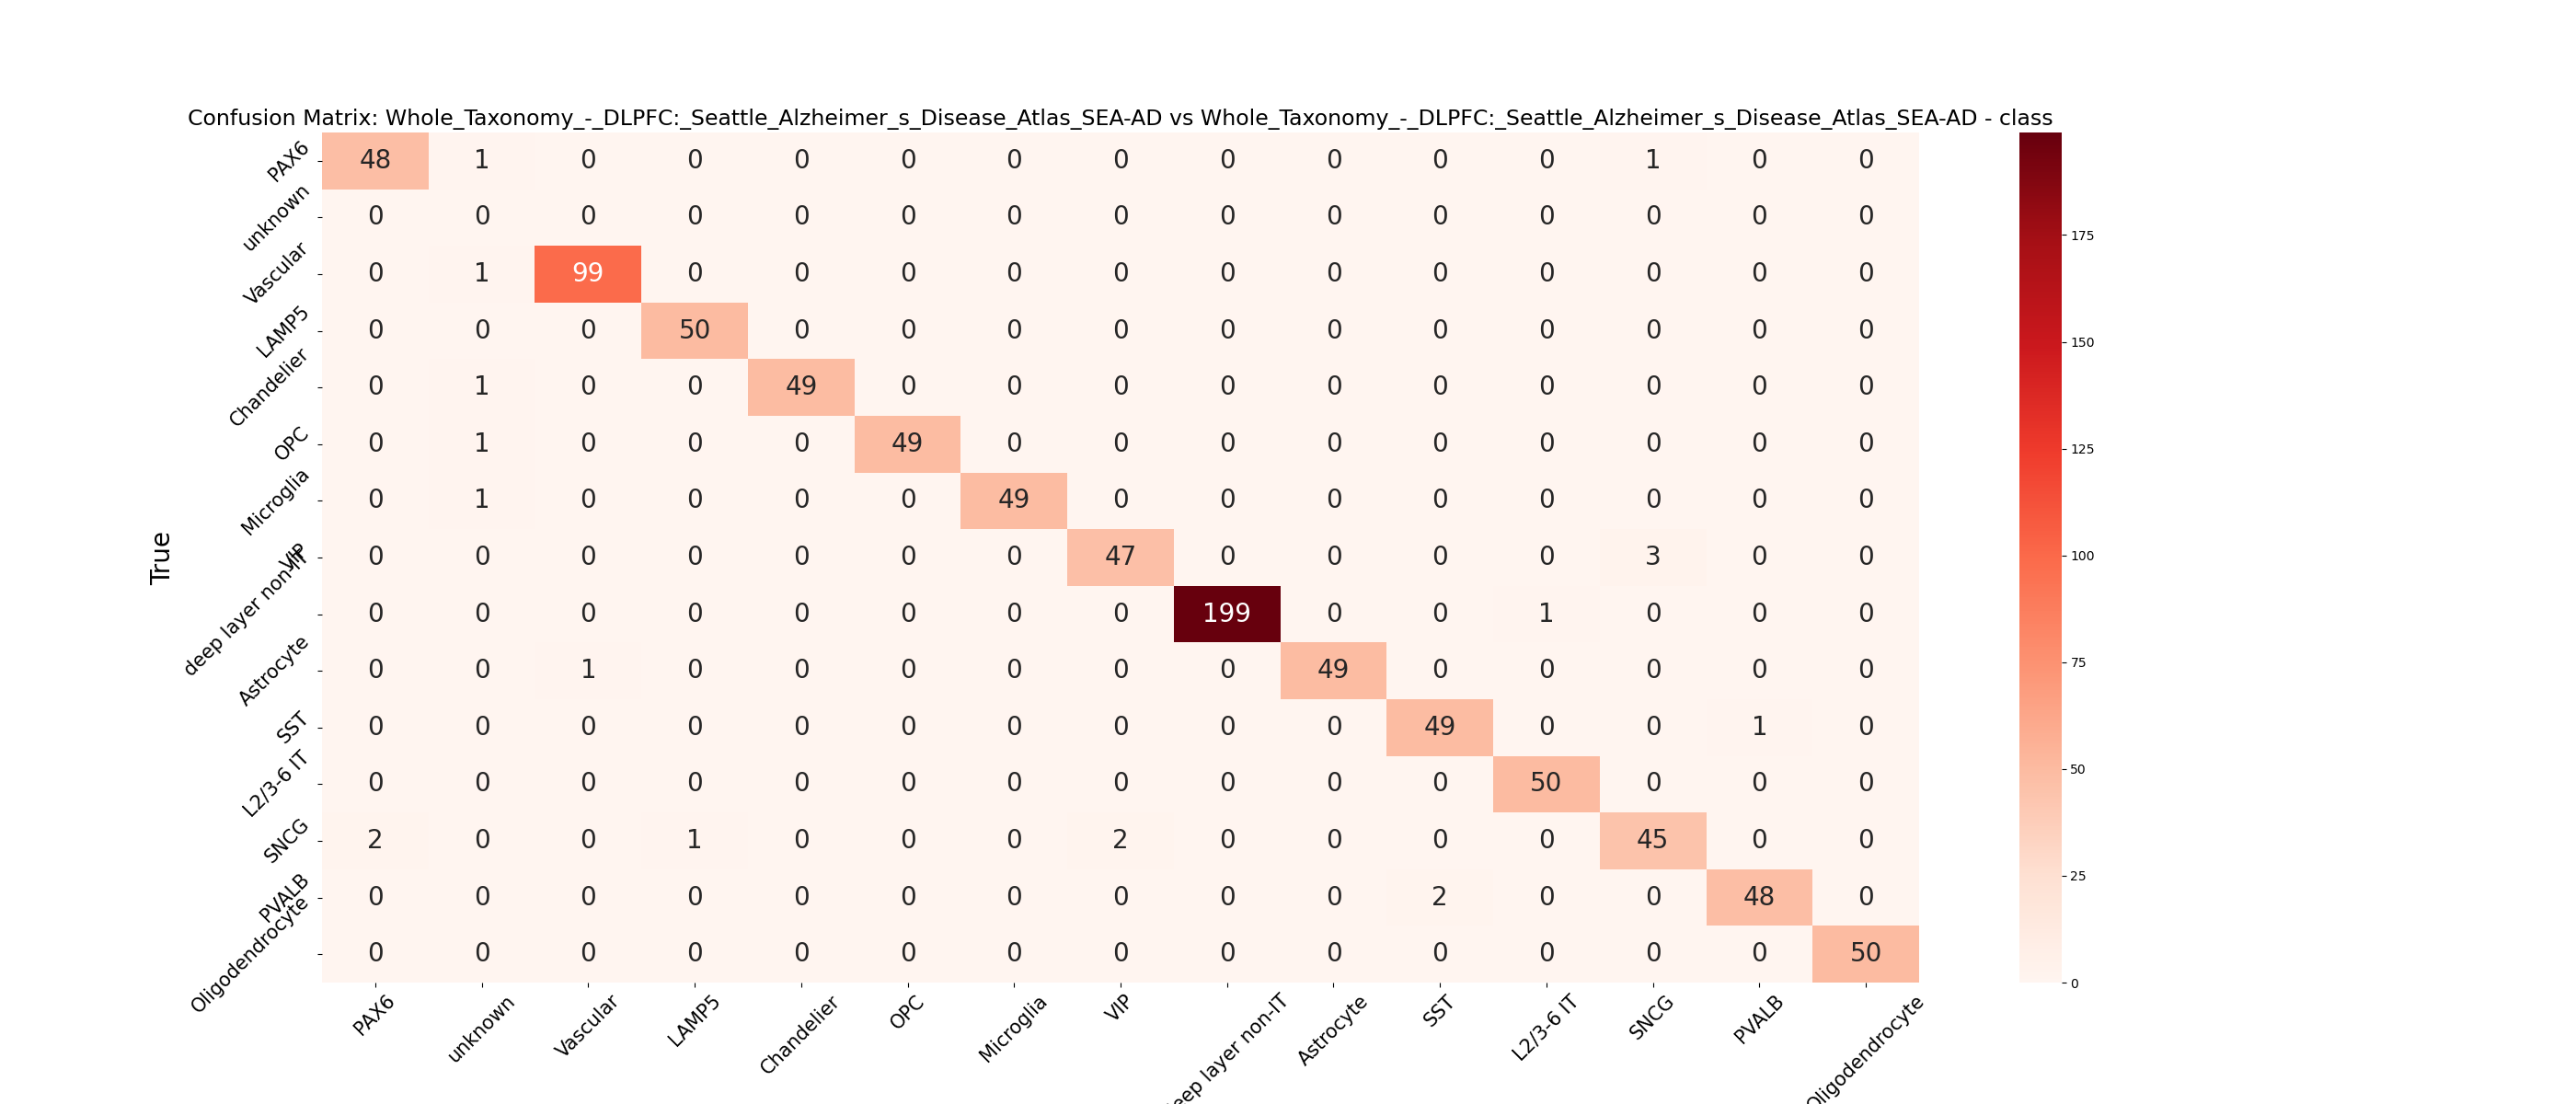 Confusion Matrix: Whole_Taxonomy_-_DLPFC:_Seattle_Alzheimer_s_Disease_Atlas_SEA-AD vs Whole_Taxonomy_-_DLPFC:_Seattle_Alzheimer_s_Disease_Atlas_SEA-AD - class
PAX6 48 1 0 0 0 0 0 0 0 0 0 0 1 0 0
unknown 0 0 0 0 0 0 0 0 0 0 0 0 0 0 0
Vascular 0 1 99 0 0 0 0 0 0 0 0 0 0 0 0
LAMP5 0 0 0 50 0 0 0 0 0 0 0 0 0 0 0
Chandelier 0 1 0 0 49 0 0 0 0 0 0 0 0 0 0
OPC 0 1 0 0 0 49 0 0 0 0 0 0 0 0 0
Microglia 0 1 0 0 0 0 49 0 0 0 0 0 0 0 0
VIP 0 0 0 0 0 0 0 47 0 0 0 0 3 0 0
deep layer non-IT 0 0 0 0 0 0 0 0 199 0 0 1 0 0 0
Astrocyte 0 0 1 0 0 0 0 0 0 49 0 0 0 0 0
SST 0 0 0 0 0 0 0 0 0 0 49 0 0 1 0
L2/3-6 IT 0 0 0 0 0 0 0 0 0 0 0 50 0 0 0
SNCG 2 0 0 1 0 0 0 2 0 0 0 0 45 0 0
PVALB 0 0 0 0 0 0 0 0 0 0 2 0 0 48 0
Oligodendrocyte 0 0 0 0 0 0 0 0 0 0 0 0 0 0 50
True
PAX6 unknown Vascular LAMP5 Chandelier OPC Microglia VIP eep layer non-IT Astrocyte SST L2/3-6 IT SNCG PVALB Oligodendrocyte
175
150
125
100
75
50
25
0